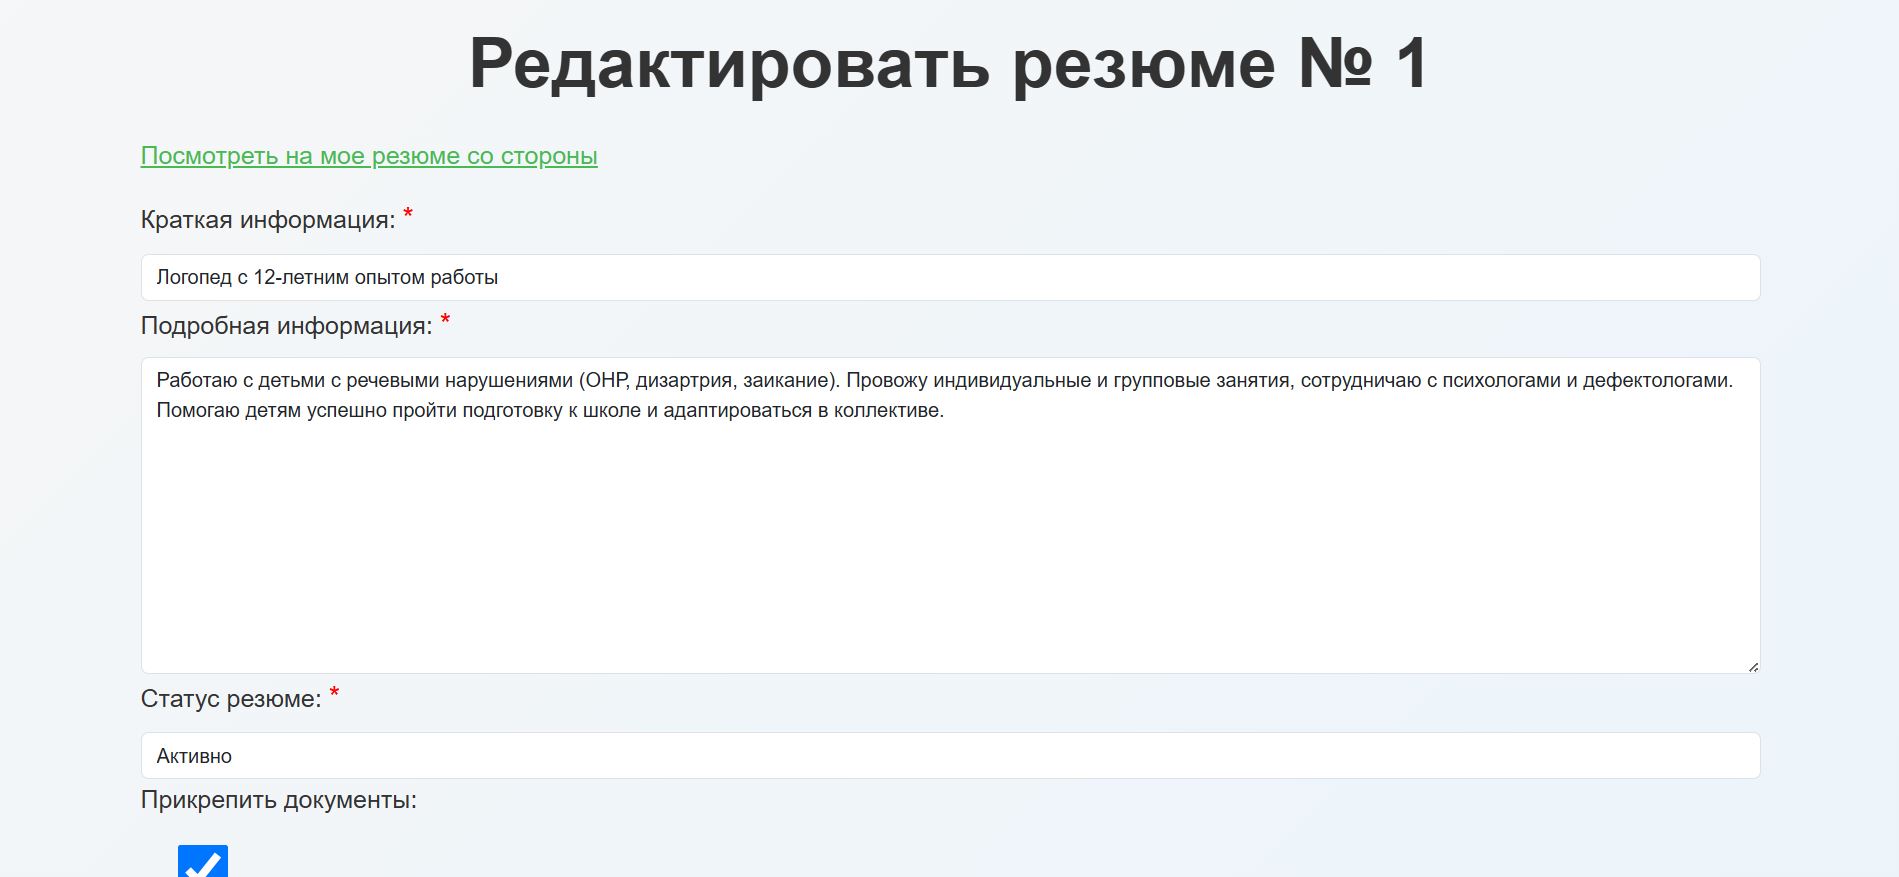 Редактировать резюме № 1
Посмотреть на мое резюме со стороны
Краткая информация: *
Логопед с 12-летним опытом работы
Подробная информация: *
Работаю с детьми с речевыми нарушениями (ОНР, дизартрия, заикание). Провожу индивидуальные и групповые занятия, сотрудничаю с психологами и дефектологами.
Помогаю детям успешно пройти подготовку к школе и адаптироваться в коллективе.
Статус резюме: *
Активно
Прикрепить документы: